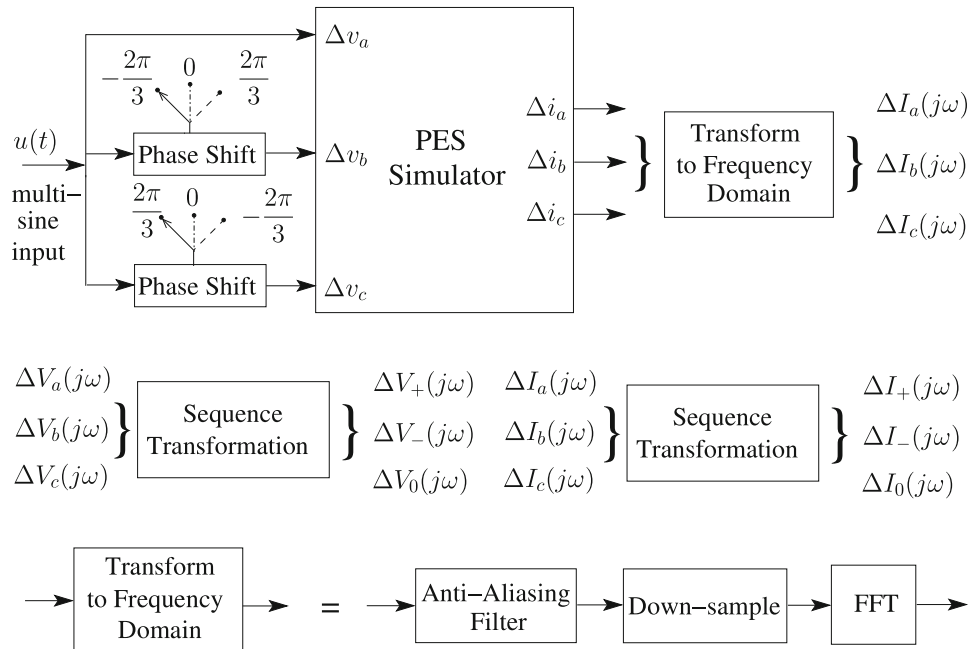 Δv_a
−2π/3
0
2π/3
Δi_a
ΔI_a(jω)
u(t)
Phase Shift
Δv_b
PES
Simulator
Δi_b
Transform
to Frequency
Domain
ΔI_b(jω)
multi−
sine
input
2π/3
0
−2π/3
Δi_c
ΔI_c(jω)
Phase Shift
Δv_c
ΔV_a(jω)
ΔV_b(jω)
ΔV_c(jω)
Sequence
Transformation
ΔV_+(jω)
ΔV_−(jω)
ΔV_0(jω)
ΔI_a(jω)
ΔI_b(jω)
ΔI_c(jω)
Sequence
Transformation
ΔI_+(jω)
ΔI_−(jω)
ΔI_0(jω)
Transform
to Frequency
Domain
=
Anti−Aliasing
Filter
Down−sample
FFT